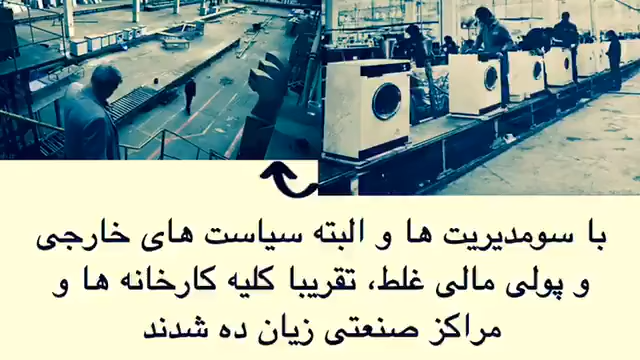 با سومدیریت ها و البته سیاست های خارجی
و پولی مالی غلط، تقریبا کلیه کارخانه ها و
مراکز صنعتی زیان ده شدند